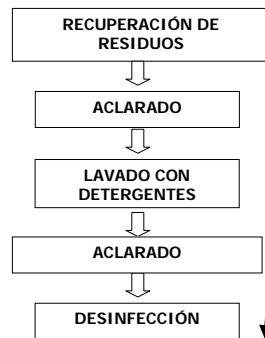 RECUPERACIÓN DE
RESIDUOS
ACLARADO
LAVADO CON
DETERGENTES
ACLARADO
DESINFECCIÓN